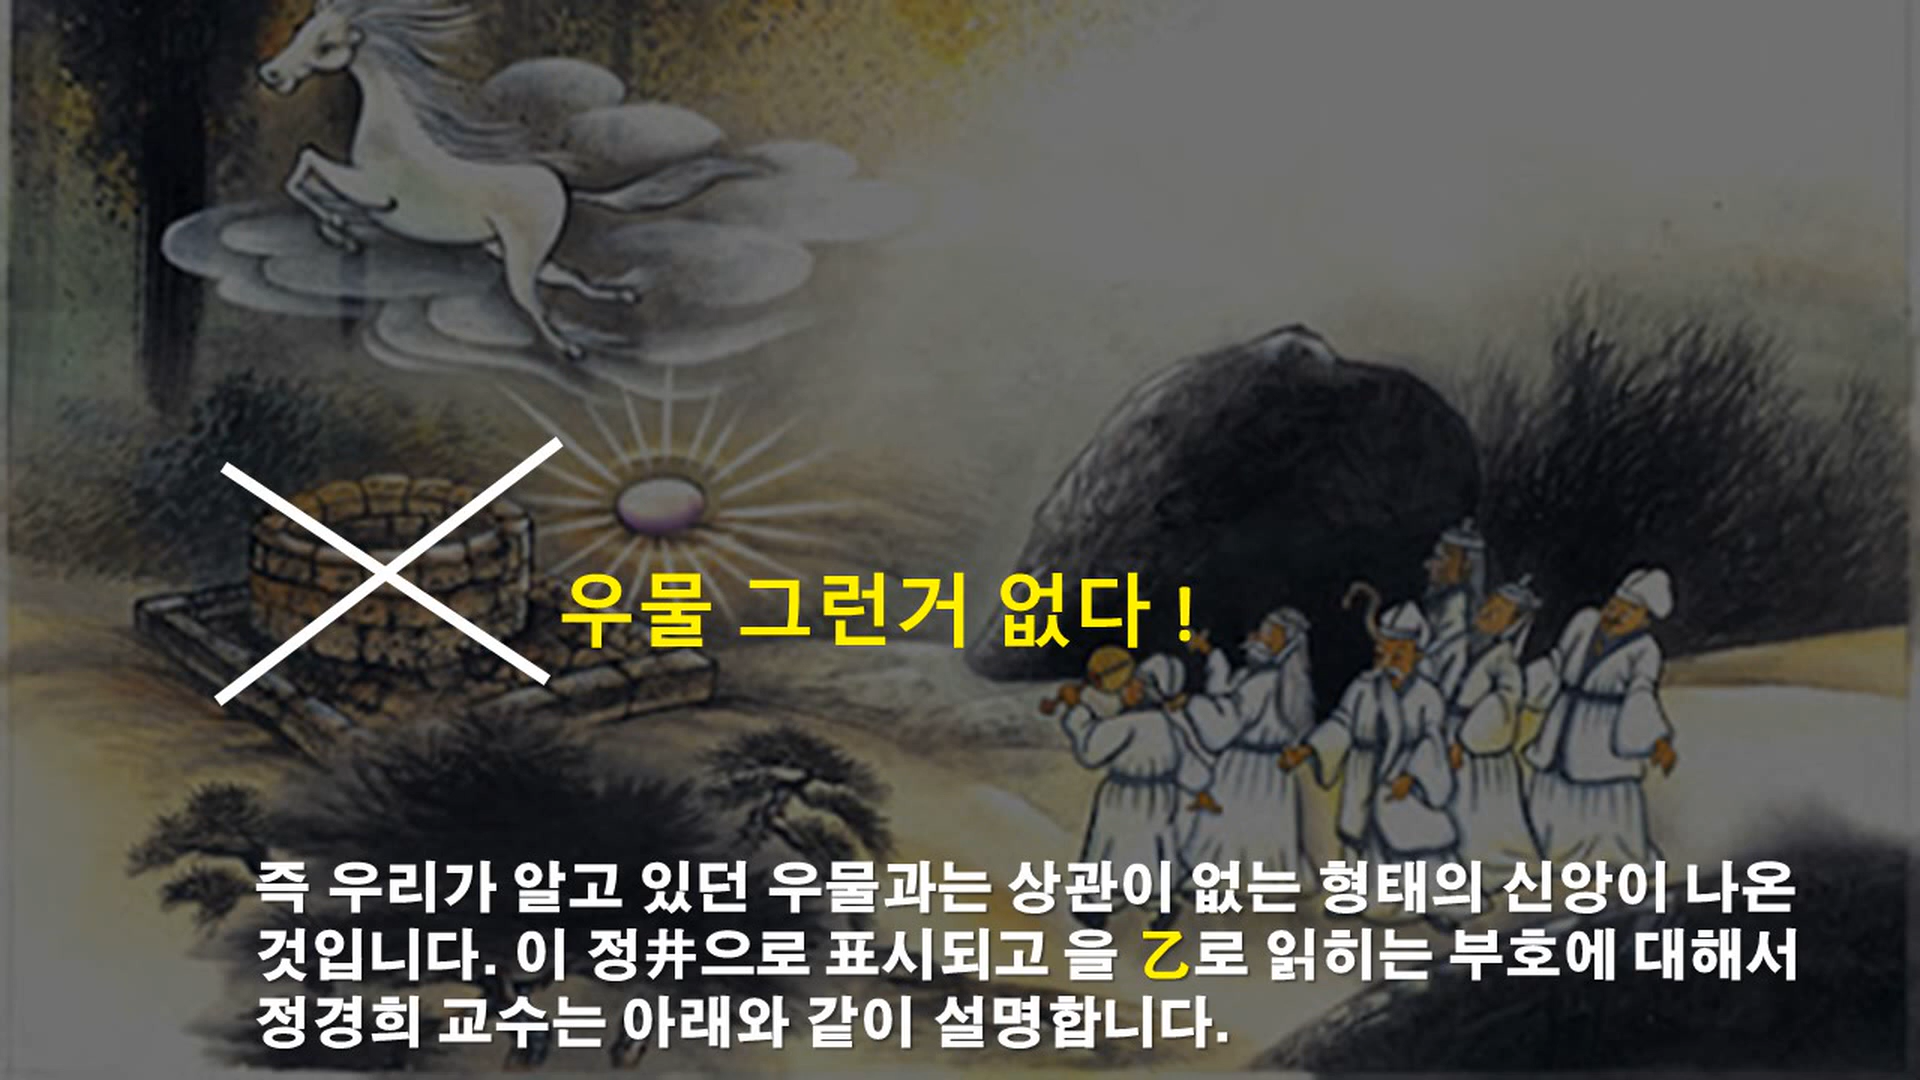 우물 그런거 없다 !
즉 우리가 알고 있던 우물과는 상관이 없는 형태의 신앙이 나온
것입니다. 이 정井으로 표시되고 을 乙로 읽히는 부호에 대해서
정경희 교수는 아래와 같이 설명합니다.